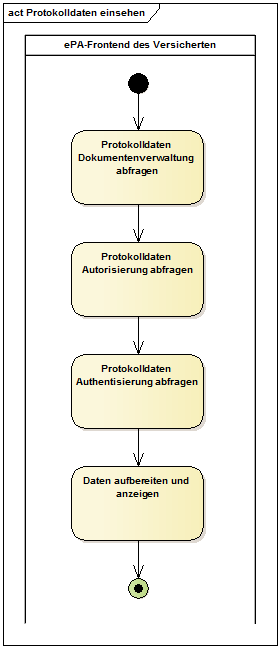 act Protokolldaten einsehen
ePA-Frontend des Versicherten
Protokolldaten
Dokumentenverwaltung
abfragen
Protokolldaten
Autorisierung abfragen
Protokolldaten
Authentisierung abfragen
Daten aufbereiten und
anzeigen